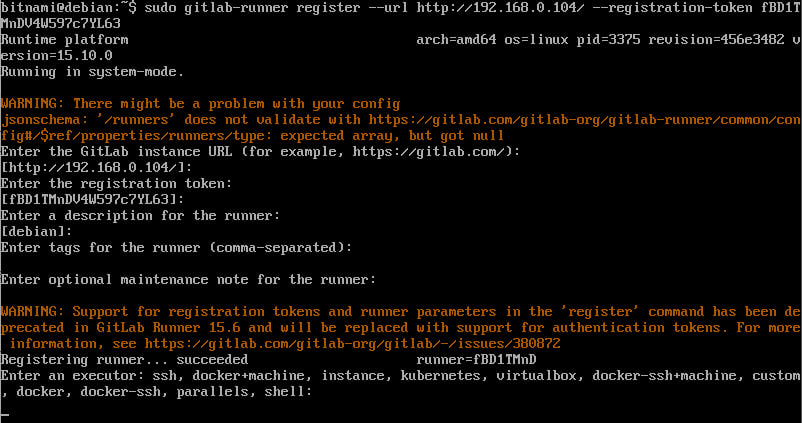 bitnami@debian:~$ sudo gitlab-runner register --url http://192.168.0.104/ --registration-token fBD1T
MnDV4W597c7YL63
Runtime platform                                    arch=amd64 os=linux pid=3375 revision=456e3482 v
ersion=15.10.0
Running in system-mode.
WARNING: There might be a problem with your config
jsonschema: '/runners' does not validate with https://gitlab.com/gitlab-org/gitlab-runner/common/con
fig#/$ref/properties/runners/type: expected array, but got null
Enter the GitLab instance URL (for example, https://gitlab.com/):
[http://192.168.0.104/]:
Enter the registration token:
[fBD1TMnDV4W597c7YL63]:
Enter a description for the runner:
[debian]:
Enter tags for the runner (comma-separated):
Enter optional maintenance note for the runner:
WARNING: Support for registration tokens and runner parameters in the 'register' command has been de
precated in GitLab Runner 15.6 and will be replaced with support for authentication tokens. For more
 information, see https://gitlab.com/gitlab-org/gitlab/-/issues/380872
Registering runner... succeeded                     runner=fBD1TMnD
Enter an executor: ssh, docker+machine, instance, kubernetes, virtualbox, docker-ssh+machine, custom
, docker, docker-ssh, parallels, shell:
_